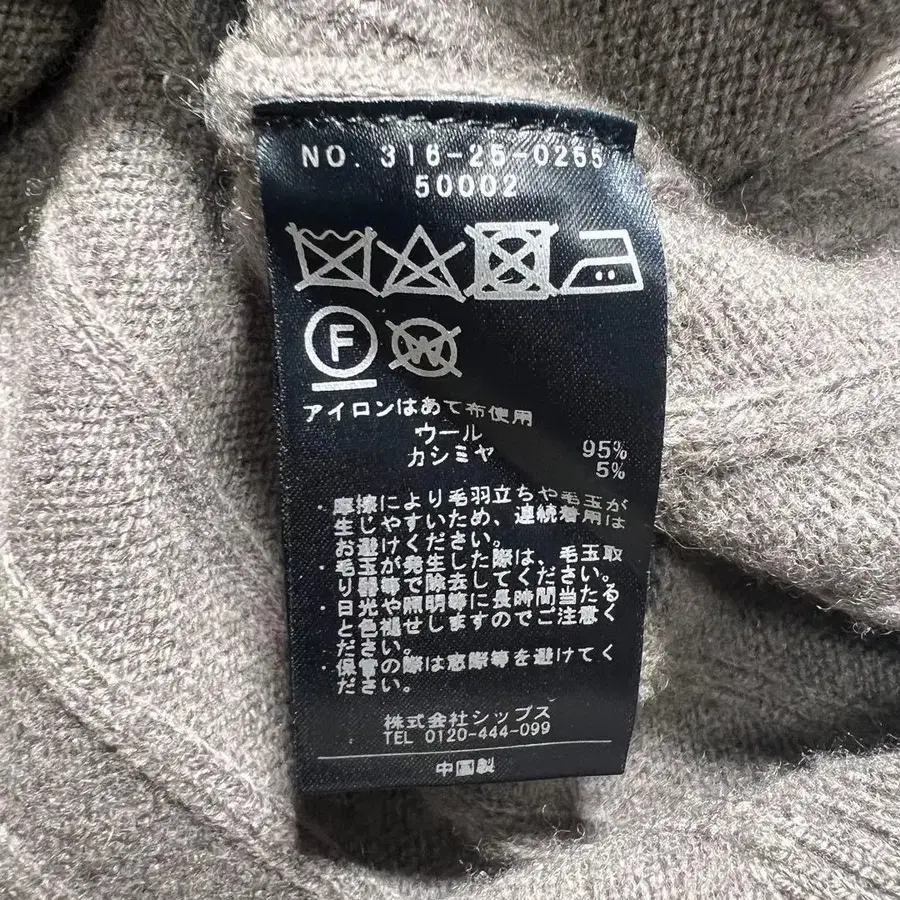 NO. 316-25-0265
50002
F
W
アイロンはあて布使用
ウール 95%
カシミヤ 5%
・摩擦により毛羽立ちや毛玉が
生じやすいため、連続着用は
お避けください。
・毛玉が発生した際は、毛玉取
り器等で除去してください。
・日光や照明等に長時間当たる
と色褪せしますのでご注意く
ださい。
・保管の際は窓際等を避けてく
ださい。
株式会社シップス
TEL 0120-444-099
中国製